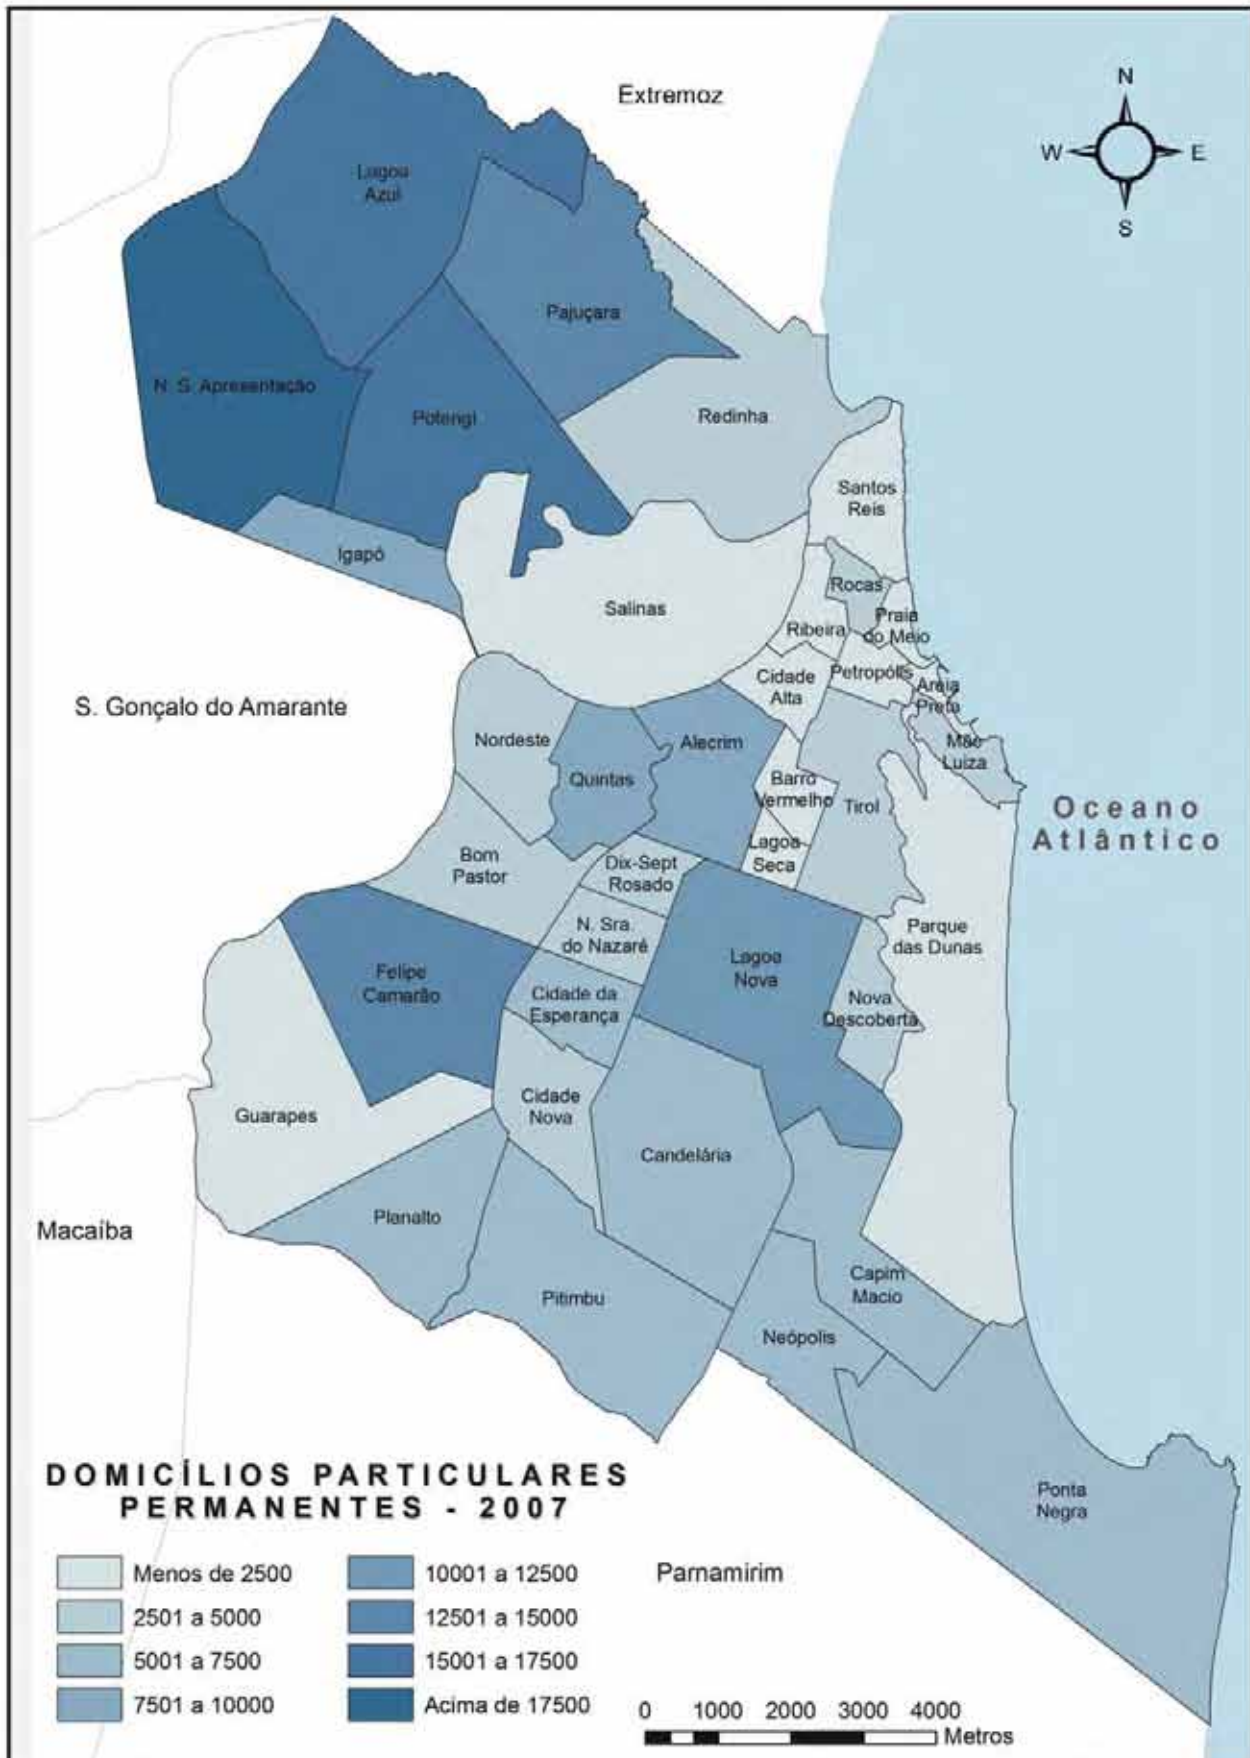 Extremoz
N
W
E
S
Lagoa
Azul
Pajuçara
N. S. Apresentação
Potengi
Redinha
Santos
Reis
Igapó
Rocas
Salinas
Praia
do Meio
Ribeira
Petropólis
Cidade
Alta
Areia
Preta
S. Gonçalo do Amarante
Nordeste
Alecrim
Mãe
Luiza
Quintas
Barro
Vermelho
Tirol
Oceano
Atlântico
Lagoa
Seca
Bom
Pastor
Dix-Sept
Rosado
N. Sra.
do Nazaré
Parque
das Dunas
Lagoa
Nova
Felipe
Camarão
Cidade da
Esperança
Nova
Descoberta
Guarapes
Cidade
Nova
Candelária
Planalto
Macaíba
Pitimbu
Capim
Macio
Neópolis
Ponta
Negra
Parnamirim
DOMICÍLIOS PARTICULARES
PERMANENTES - 2007
Menos de 2500
2501 a 5000
5001 a 7500
7501 a 10000
10001 a 12500
12501 a 15000
15001 a 17500
Acima de 17500
0 1000 2000 3000 4000
Metros